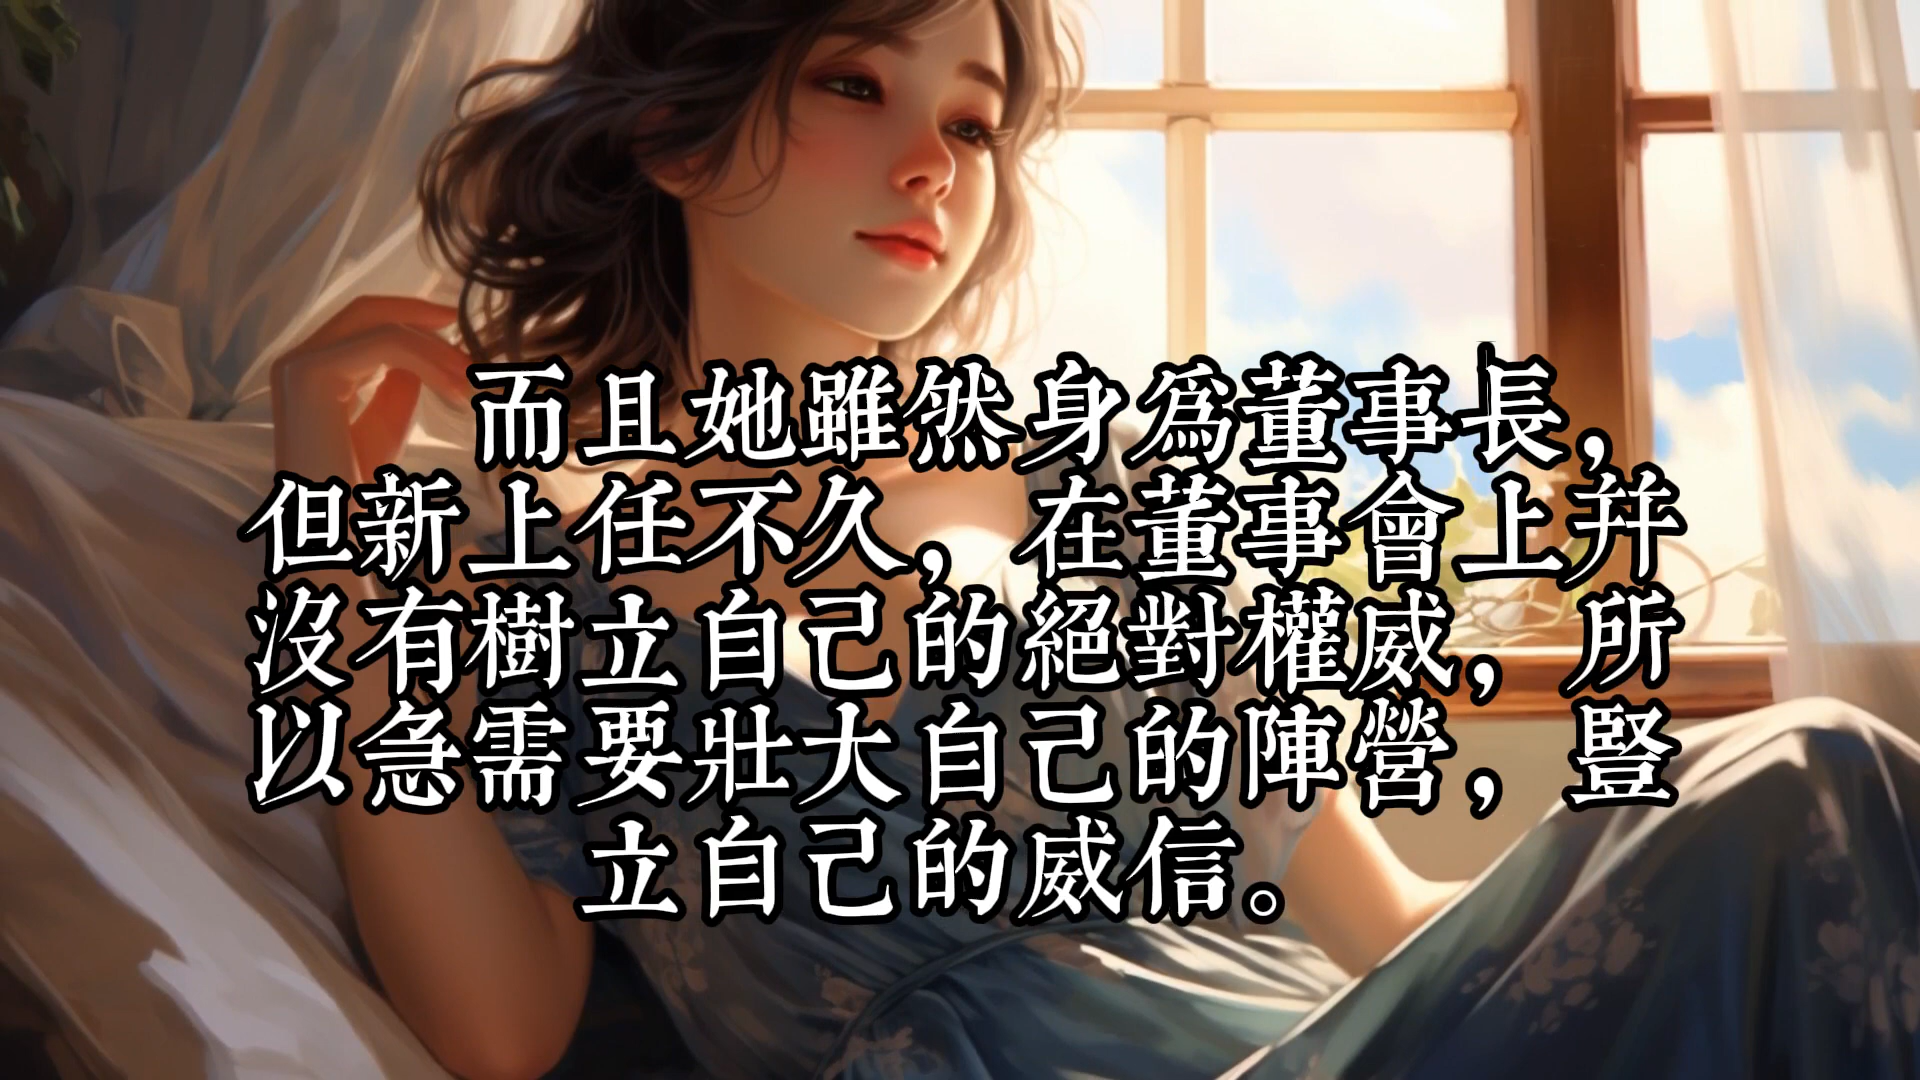 而且她雖然身爲董事長，
但新上任不久，在董事會上并
沒有樹立自己的絕對權威，所
以急需要壯大自己的陣營，豎
立自己的威信。